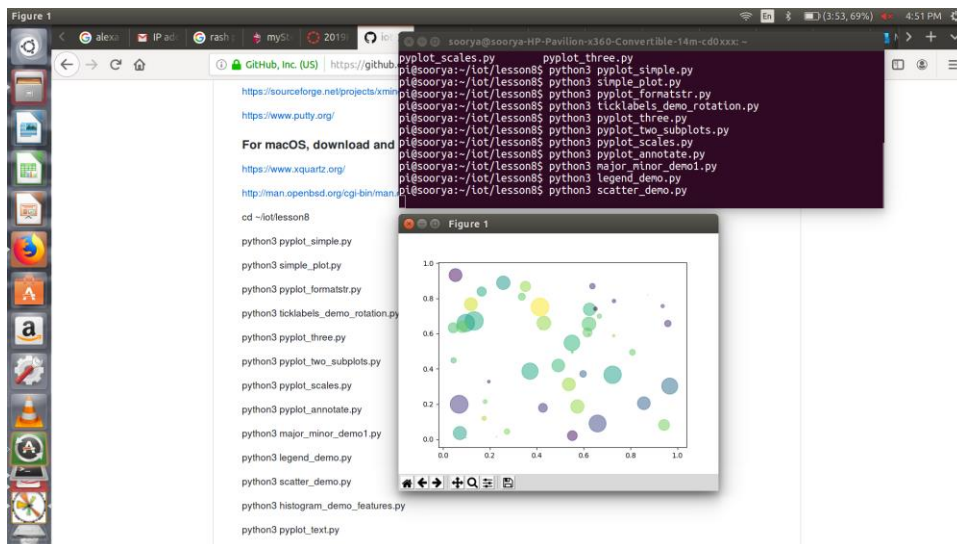 Figure 1
En
(3:53, 69%)
4:51 PM
alexa
IP ad
rash
mySt
2019
soorya@soorya-HP-Pavilion-x360-Convertible-14m-cd0xxx: ~
GitHub, Inc. (US)
https://github.
pyplot_scales.py pyplot_three.py
pi@soorya:~/iot/lesson8$ python3 pyplot_simple.py
pi@soorya:~/iot/lesson8$ python3 simple_plot.py
pi@soorya:~/iot/lesson8$ python3 pyplot_formatstr.py
pi@soorya:~/iot/lesson8$ python3 ticklabels_demo_rotation.py
pi@soorya:~/iot/lesson8$ python3 pyplot_three.py
pi@soorya:~/iot/lesson8$ python3 pyplot_two_subplots.py
pi@soorya:~/iot/lesson8$ python3 pyplot_scales.py
pi@soorya:~/iot/lesson8$ python3 pyplot_annotate.py
pi@soorya:~/iot/lesson8$ python3 major_minor_demo1.py
pi@soorya:~/iot/lesson8$ python3 legend_demo.py
pi@soorya:~/iot/lesson8$ python3 scatter_demo.py
https://sourceforge.net/projects/xmin
https://www.putty.org/
For macOS, download and
https://www.xquartz.org/
http://man.openbsd.org/cgi-bin/man.
cd ~/iot/lesson8
python3 pyplot_simple.py
python3 simple_plot.py
python3 pyplot_formatstr.py
python3 ticklabels_demo_rotation.py
python3 pyplot_three.py
python3 pyplot_two_subplots.py
python3 pyplot_scales.py
python3 pyplot_annotate.py
python3 major_minor_demo1.py
python3 legend_demo.py
python3 scatter_demo.py
python3 histogram_demo_features.py
python3 pyplot_text.py
Figure 1
1.0
0.8
0.6
0.4
0.2
0.0
0.0 0.2 0.4 0.6 0.8 1.0